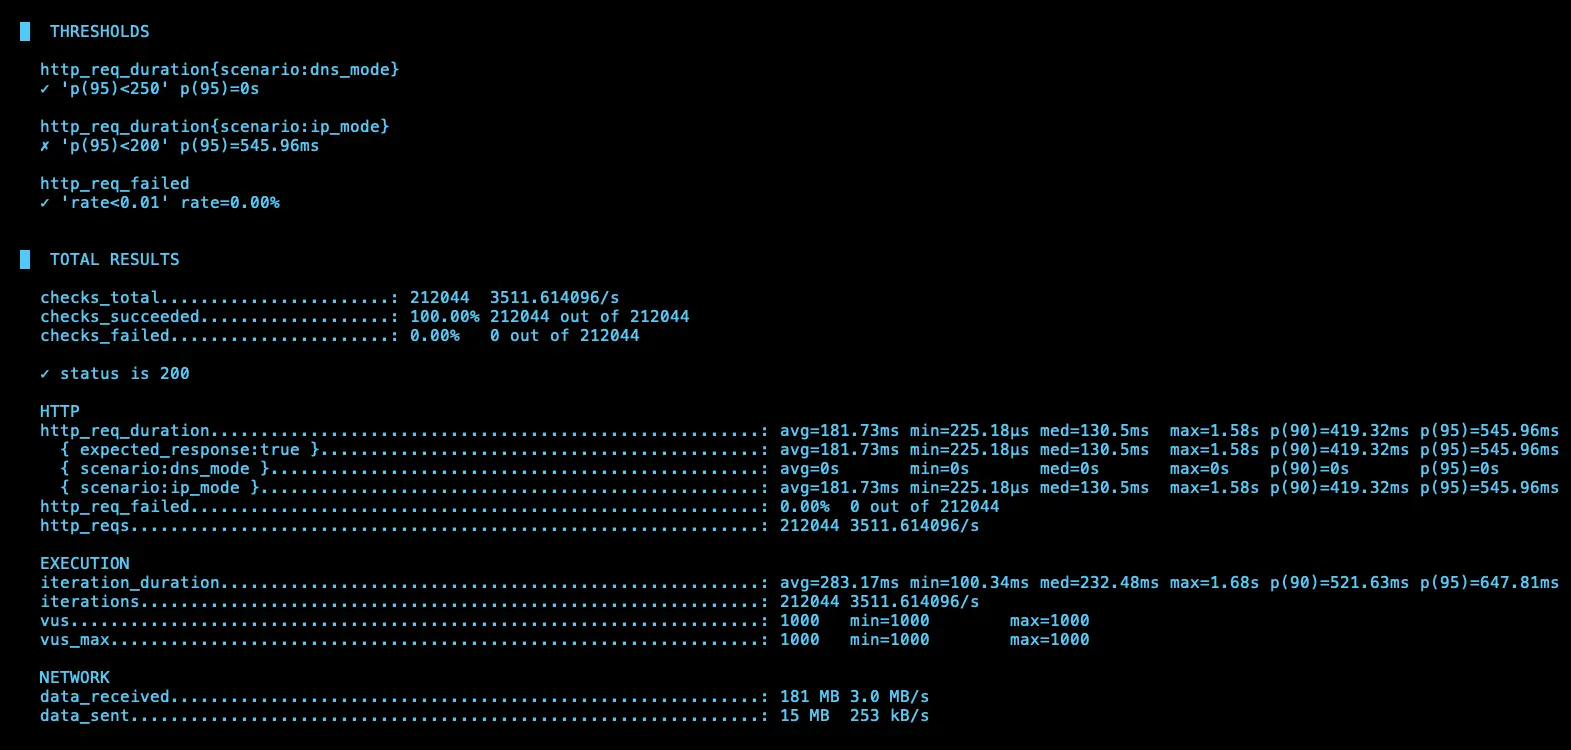 █ THRESHOLDS
http_req_duration{scenario:dns_mode}
✓ 'p(95)<250' p(95)=0s
http_req_duration{scenario:ip_mode}
✗ 'p(95)<200' p(95)=545.96ms
http_req_failed
✓ 'rate<0.01' rate=0.00%
█ TOTAL RESULTS
checks_total.......................: 212044  3511.614096/s
checks_succeeded...................: 100.00% 212044 out of 212044
checks_failed......................: 0.00%   0 out of 212044
✓ status is 200
HTTP
http_req_duration.......................................................: avg=181.73ms min=225.18µs med=130.5ms  max=1.58s p(90)=419.32ms p(95)=545.96ms
{ expected_response:true }............................................: avg=181.73ms min=225.18µs med=130.5ms  max=1.58s p(90)=419.32ms p(95)=545.96ms
{ scenario:dns_mode }.................................................: avg=0s       min=0s       med=0s       max=0s    p(90)=0s       p(95)=0s
{ scenario:ip_mode }..................................................: avg=181.73ms min=225.18µs med=130.5ms  max=1.58s p(90)=419.32ms p(95)=545.96ms
http_req_failed.........................................................: 0.00%  0 out of 212044
http_reqs...............................................................: 212044 3511.614096/s
EXECUTION
iteration_duration......................................................: avg=283.17ms min=100.34ms med=232.48ms max=1.68s p(90)=521.63ms p(95)=647.81ms
iterations..............................................................: 212044 3511.614096/s
vus.....................................................................: 1000   min=1000        max=1000
vus_max.................................................................: 1000   min=1000        max=1000
NETWORK
data_received...........................................................: 181 MB 3.0 MB/s
data_sent...............................................................: 15 MB  253 kB/s